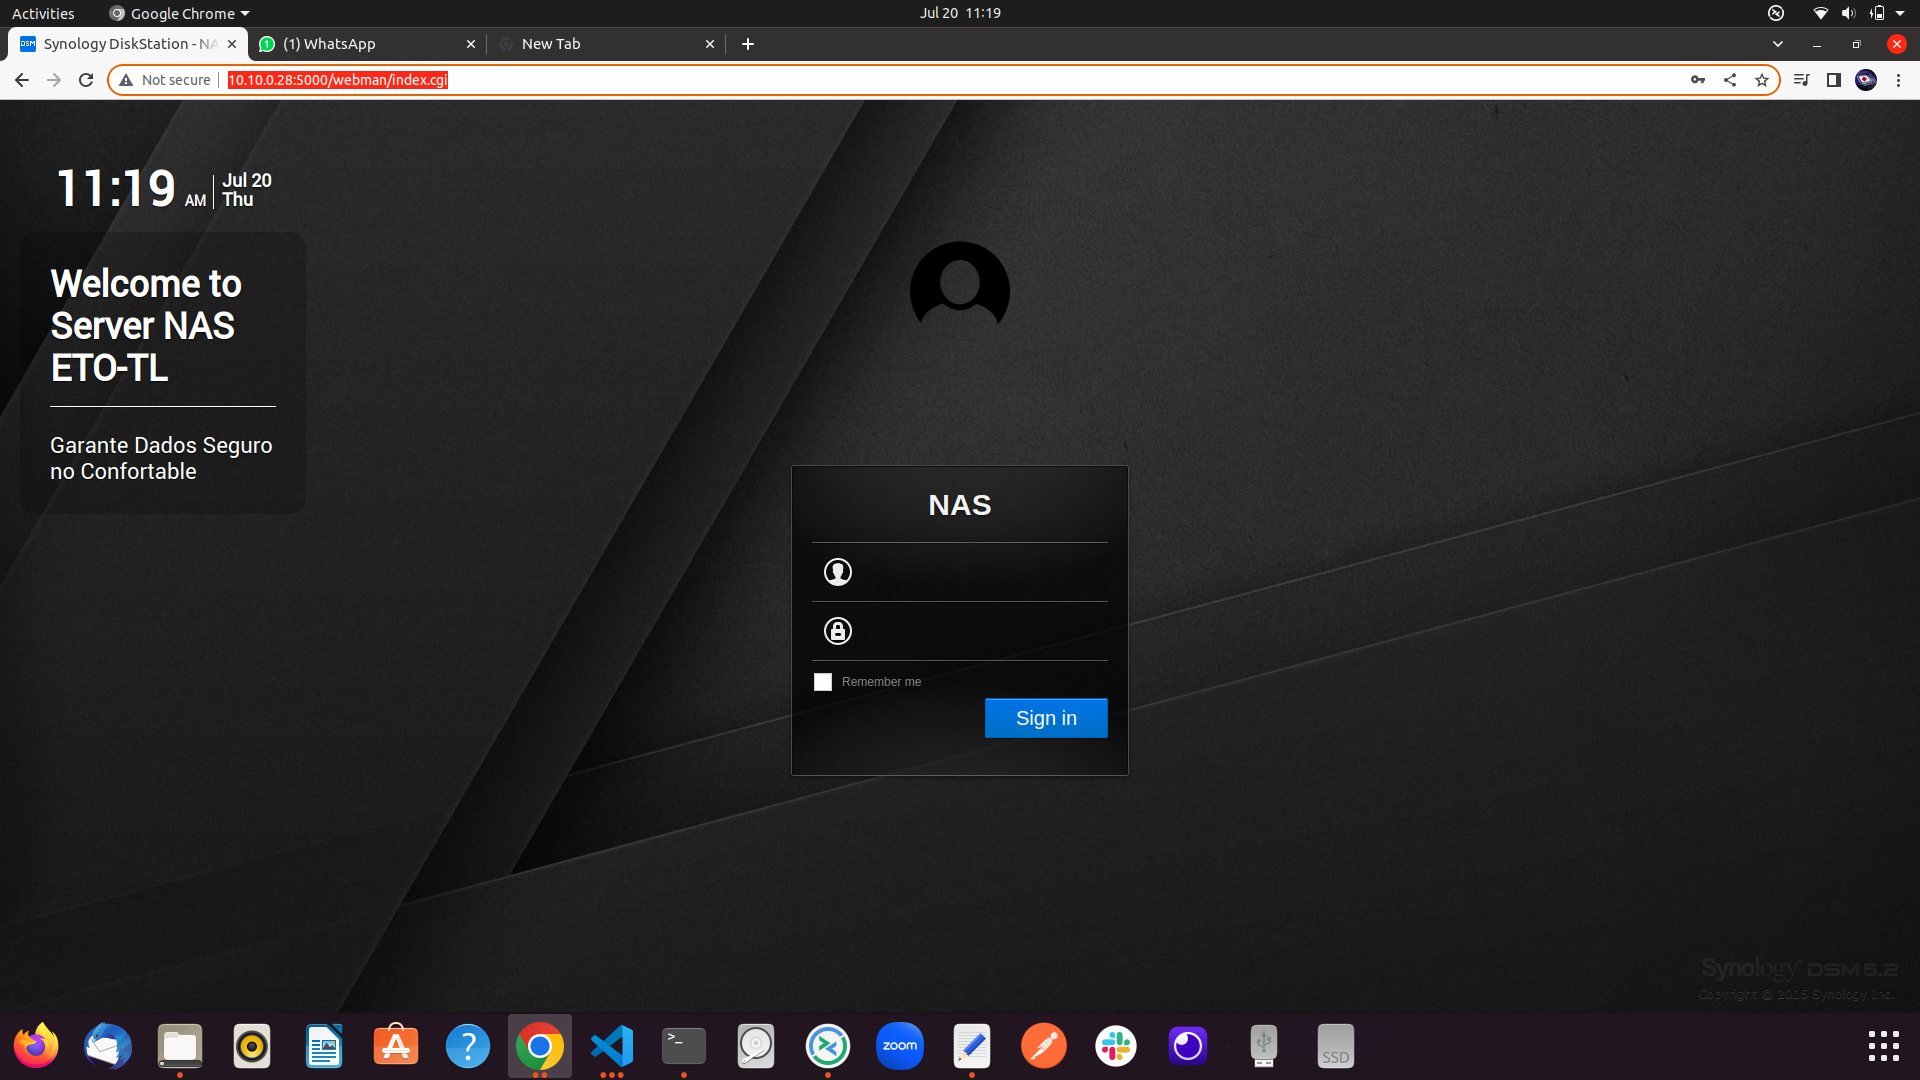 Activities
Google Chrome
Jul 20 11:19
Synology DiskStation - NA
(1) WhatsApp
New Tab
Not secure
10.10.0.28:5000/webman/index.cgi
11:19 AM
Jul 20
Thu
Welcome to
Server NAS
ETO-TL
Garante Dados Seguro
no Confortable
NAS
Remember me
Sign in
Synology DSM 5.2
Copyright © 2015 Synology Inc.
zoom
SSD